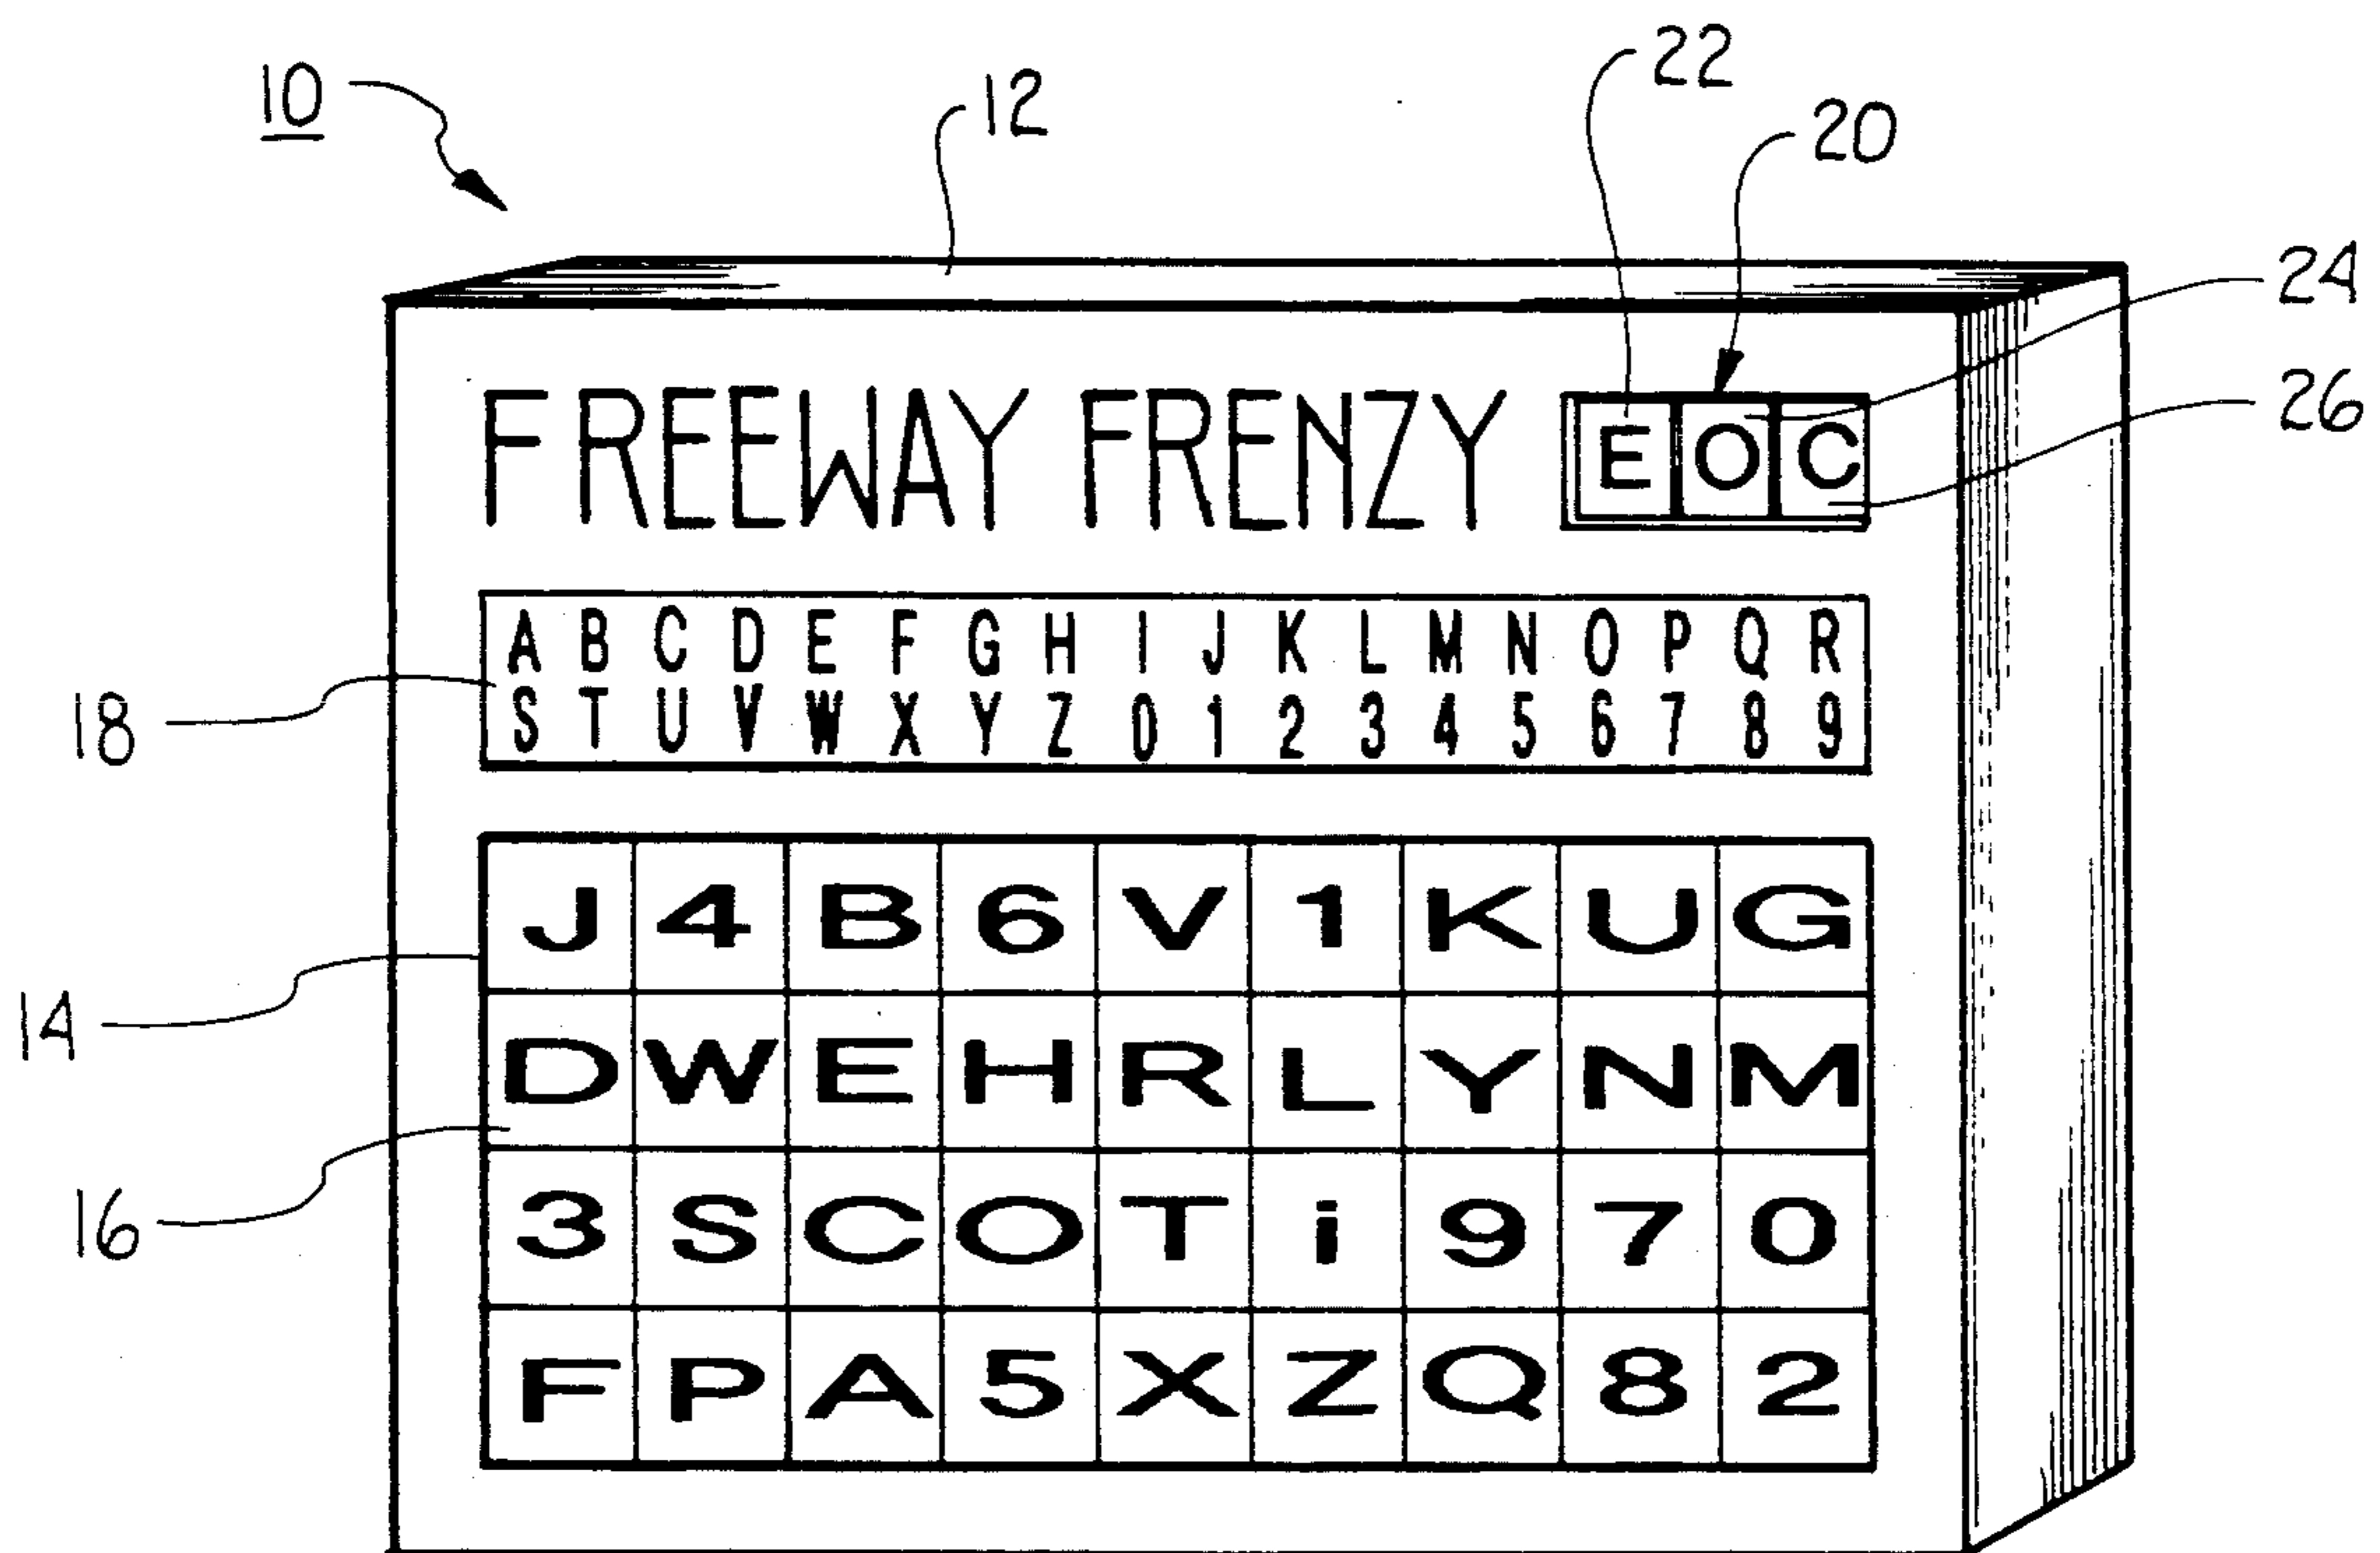 22
10
12
20
24
FREEWAY FRENZY E O C
26
A B C D E F G H I J K L M N O P Q R
18
S T U V W X Y Z 0 1 2 3 4 5 6 7 8 9
J 4 B 6 V 1 K U G
14
D W E H R L Y N M
16
3 S C O T i 9 7 0
F P A 5 X Z Q 8 2